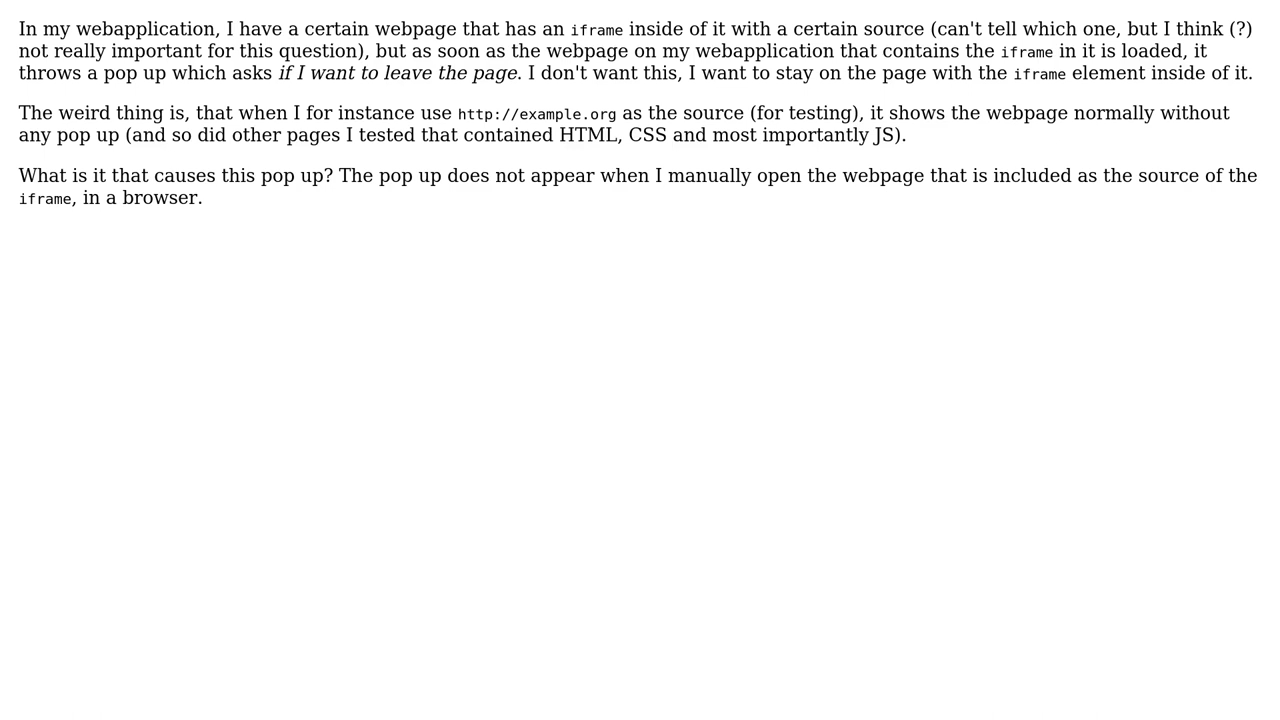 In my webapplication, I have a certain webpage that has an iframe inside of it with a certain source (can't tell which one, but I think (?)
not really important for this question), but as soon as the webpage on my webapplication that contains the iframe in it is loaded, it
throws a pop up which asks if I want to leave the page. I don't want this, I want to stay on the page with the iframe element inside of it.
The weird thing is, that when I for instance use http://example.org as the source (for testing), it shows the webpage normally without
any pop up (and so did other pages I tested that contained HTML, CSS and most importantly JS).
What is it that causes this pop up? The pop up does not appear when I manually open the webpage that is included as the source of the
iframe, in a browser.